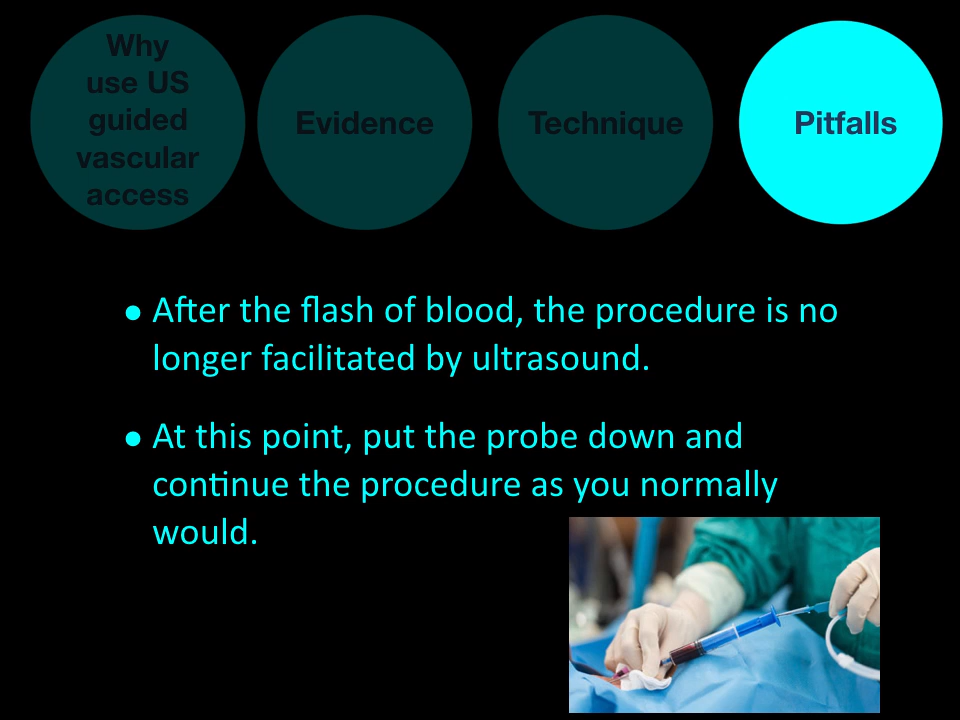 Why
use US
guided
vascular
access
Evidence
Technique
Pitfalls
• After the flash of blood, the procedure is no
longer facilitated by ultrasound.
• At this point, put the probe down and
continue the procedure as you normally
would.